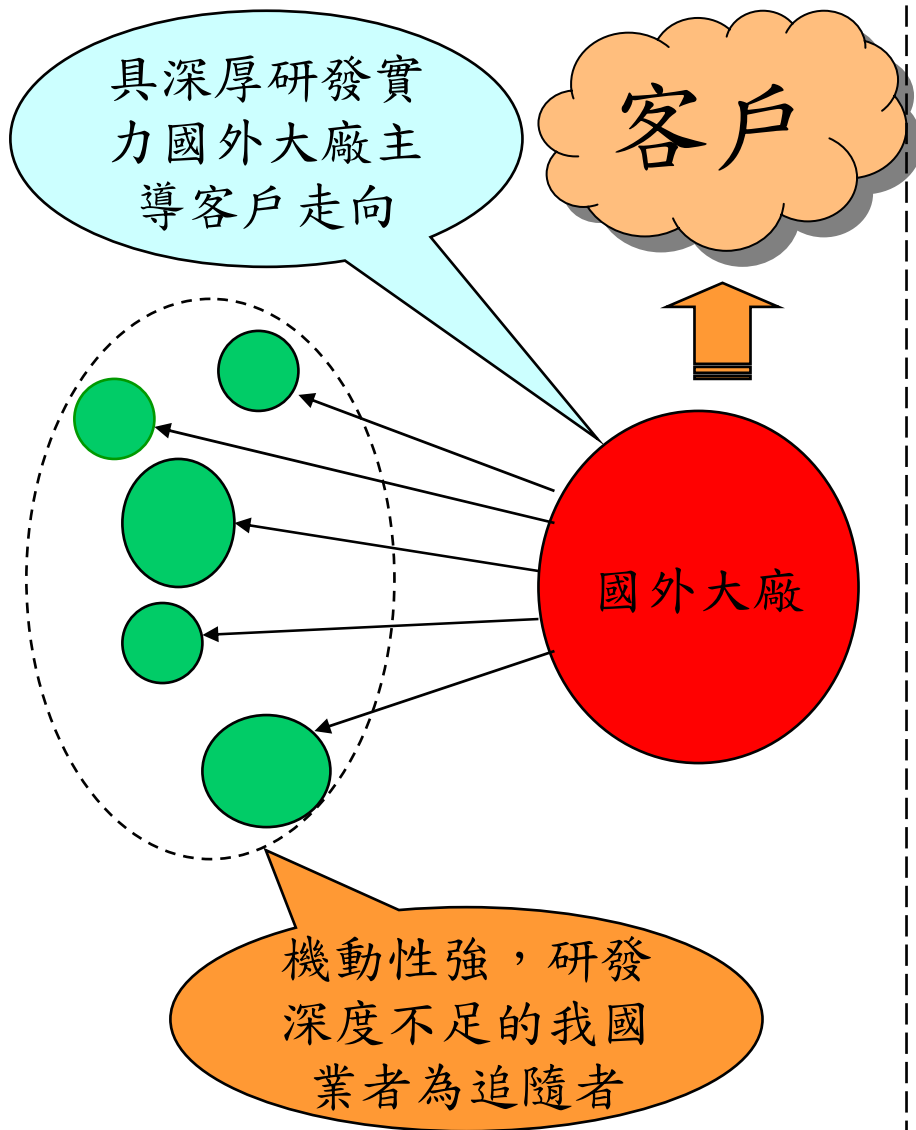 具深厚研發實
力國外大廠主
導客戶走向
客戶
國外大廠
機動性強，研發
深度不足的我國
業者為追隨者